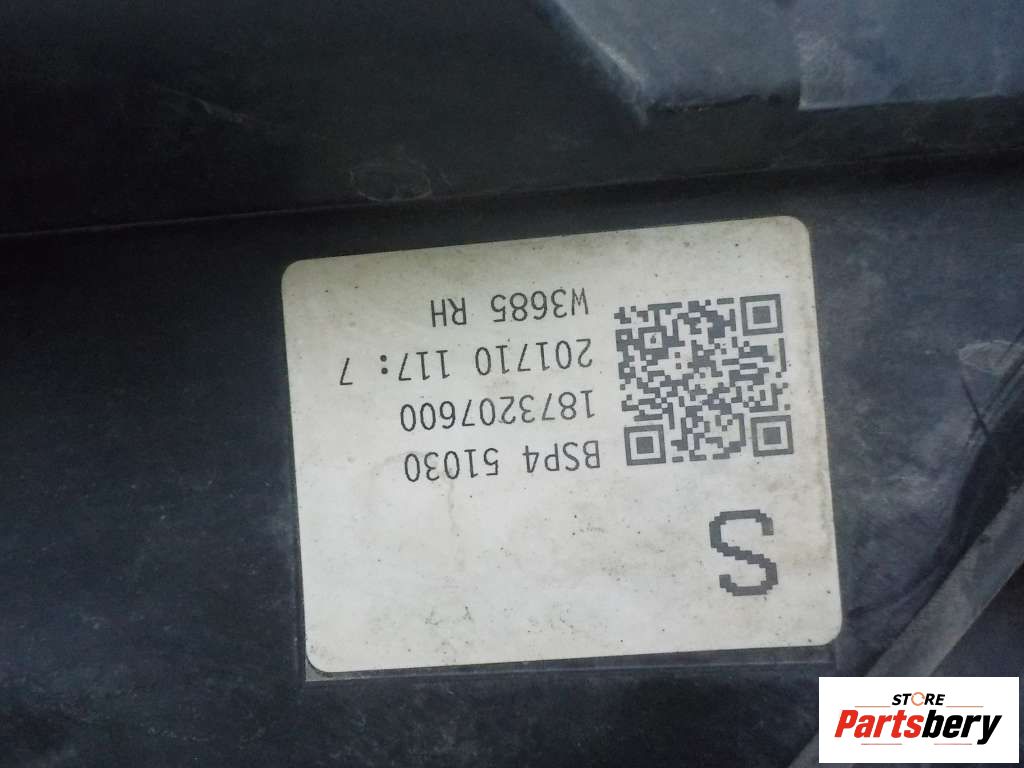 S
BSP4 51030
1873207600
201710 117: 7
W3685 RH
STORE
Partsbery